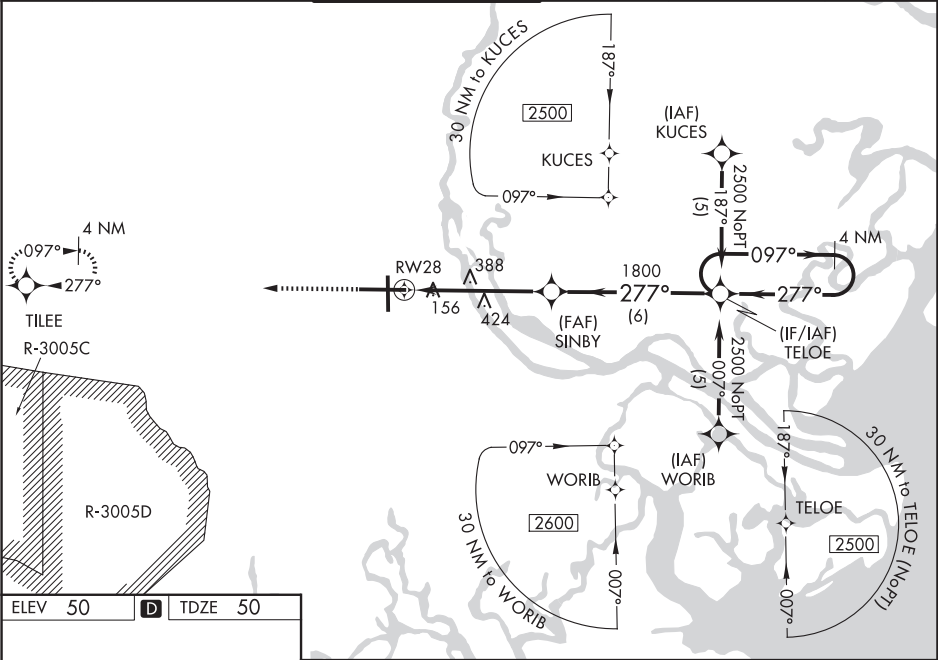 30 NM to KUCES
187°
2500
KUCES
097°
(IAF)
KUCES
2500 NoPT
187°
(5)
097°
4 NM
277°
TILEE
R-3005C
RW28
388
156
424
(FAF)
SINBY
1800
277°
(6)
097°
4 NM
277°
(IF/IAF)
TELOE
2500 NoPT
007°
(5)
(IAF)
WORIB
R-3005D
097°
WORIB
2600
007°
30 NM to WORIB
187°
TELOE
2500
007°
30 NM to TELOE (NoPT)
ELEV 50
D
TDZE 50